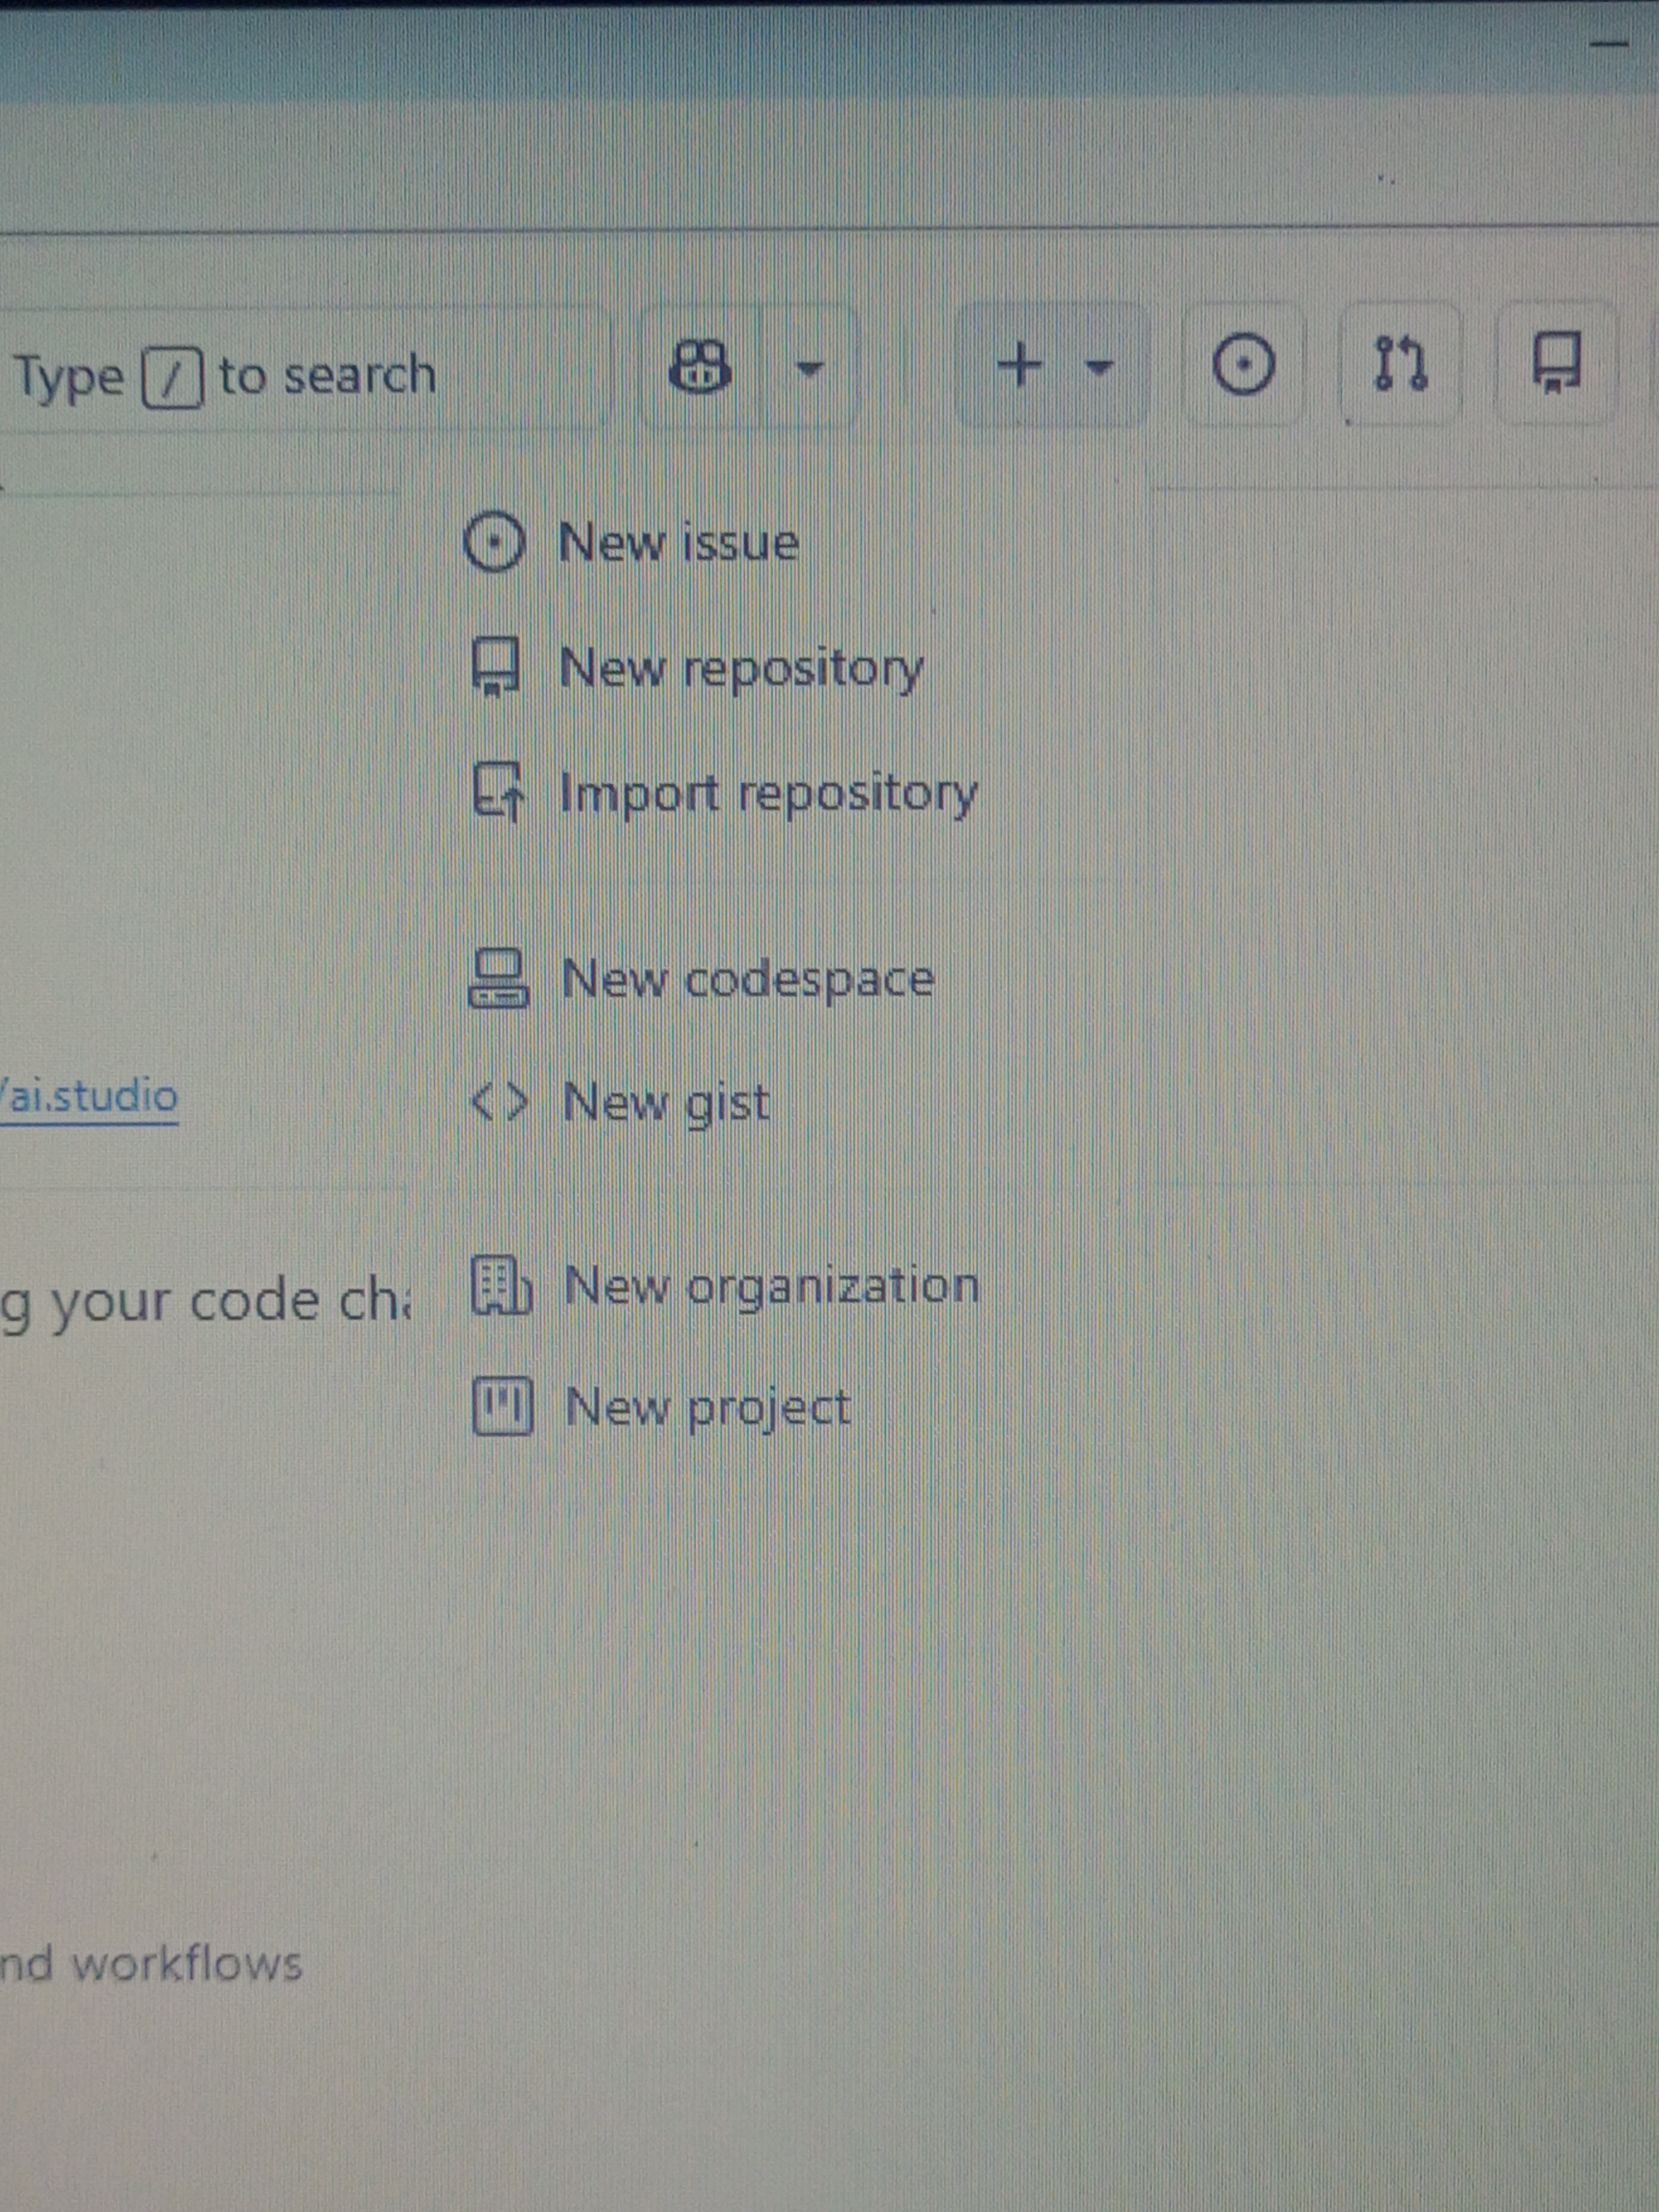 Type / to search
New issue
New repository
Import repository
New codespace
/ai.studio
New gist
g your code cha
New organization
New project
nd workflows